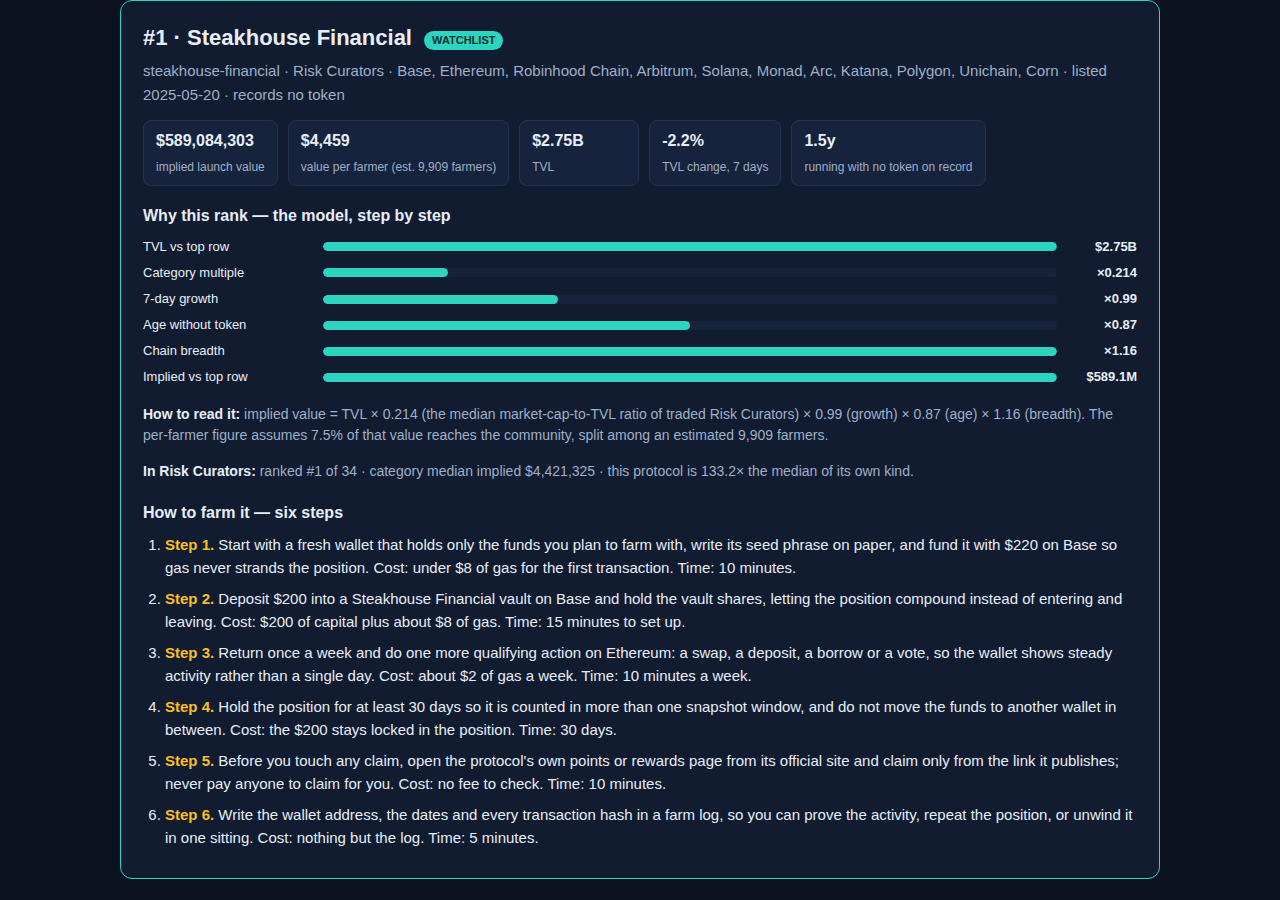 #1 · Steakhouse Financial WATCHLIST
steakhouse-financial · Risk Curators · Base, Ethereum, Robinhood Chain, Arbitrum, Solana, Monad, Arc, Katana, Polygon, Unichain, Corn · listed
2025-05-20 · records no token
$589,084,303
implied launch value
$4,459
value per farmer (est. 9,909 farmers)
$2.75B
TVL
-2.2%
TVL change, 7 days
1.5y
running with no token on record
Why this rank — the model, step by step
TVL vs top row $2.75B
Category multiple ×0.214
7-day growth ×0.99
Age without token ×0.87
Chain breadth ×1.16
Implied vs top row $589.1M
How to read it: implied value = TVL × 0.214 (the median market-cap-to-TVL ratio of traded Risk Curators) × 0.99 (growth) × 0.87 (age) × 1.16 (breadth). The
per-farmer figure assumes 7.5% of that value reaches the community, split among an estimated 9,909 farmers.
In Risk Curators: ranked #1 of 34 · category median implied $4,421,325 · this protocol is 133.2× the median of its own kind.
How to farm it — six steps
1. Step 1. Start with a fresh wallet that holds only the funds you plan to farm with, write its seed phrase on paper, and fund it with $220 on Base so
gas never strands the position. Cost: under $8 of gas for the first transaction. Time: 10 minutes.
2. Step 2. Deposit $200 into a Steakhouse Financial vault on Base and hold the vault shares, letting the position compound instead of entering and
leaving. Cost: $200 of capital plus about $8 of gas. Time: 15 minutes to set up.
3. Step 3. Return once a week and do one more qualifying action on Ethereum: a swap, a deposit, a borrow or a vote, so the wallet shows steady
activity rather than a single day. Cost: about $2 of gas a week. Time: 10 minutes a week.
4. Step 4. Hold the position for at least 30 days so it is counted in more than one snapshot window, and do not move the funds to another wallet in
between. Cost: the $200 stays locked in the position. Time: 30 days.
5. Step 5. Before you touch any claim, open the protocol's own points or rewards page from its official site and claim only from the link it publishes;
never pay anyone to claim for you. Cost: no fee to check. Time: 10 minutes.
6. Step 6. Write the wallet address, the dates and every transaction hash in a farm log, so you can prove the activity, repeat the position, or unwind it
in one sitting. Cost: nothing but the log. Time: 5 minutes.